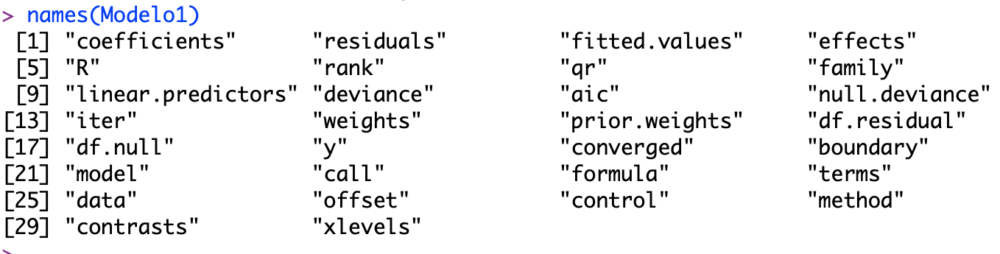 > names(Modelo1)
[1] "coefficients" "residuals" "fitted.values" "effects"
[5] "R" "rank" "qr" "family"
[9] "linear.predictors" "deviance" "aic" "null.deviance"
[13] "iter" "weights" "prior.weights" "df.residual"
[17] "df.null" "y" "converged" "boundary"
[21] "model" "call" "formula" "terms"
[25] "data" "offset" "control" "method"
[29] "contrasts" "xlevels"
>